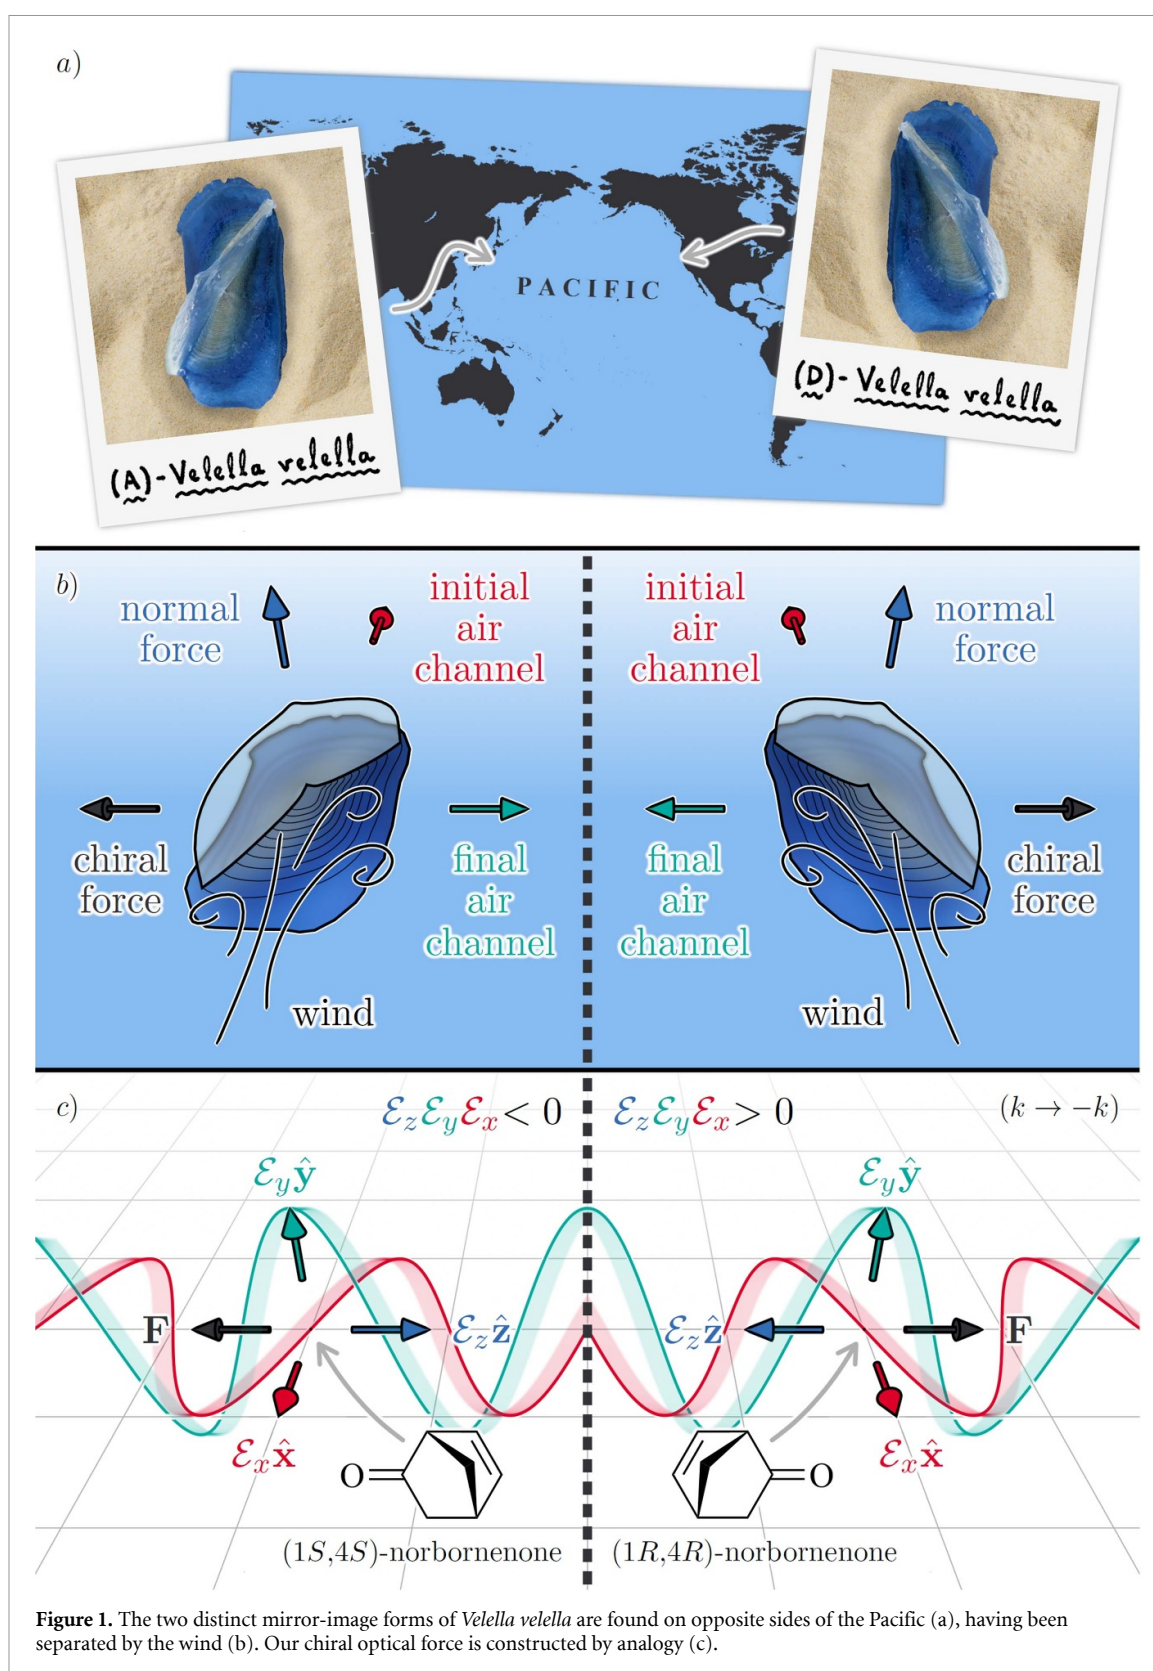 a)
PACIFIC
(A)-Velella velella
(D)-Velella velella
b)
normal
force
initial
air
channel
initial
air
channel
normal
force
chiral
force
final
air
channel
final
air
channel
chiral
force
wind
wind
c)
ℰzℰyℰx < 0
ℰzℰyℰx > 0
(k → −k)
ℰyŷ
ℰyŷ
F
ℰzẑ
ℰzẑ
F
ℰxx̂
ℰxx̂
O
O
(1S,4S)-norbornenone
(1R,4R)-norbornenone
Figure 1. The two distinct mirror-image forms of Velella velella are found on opposite sides of the Pacific (a), having been
separated by the wind (b). Our chiral optical force is constructed by analogy (c).